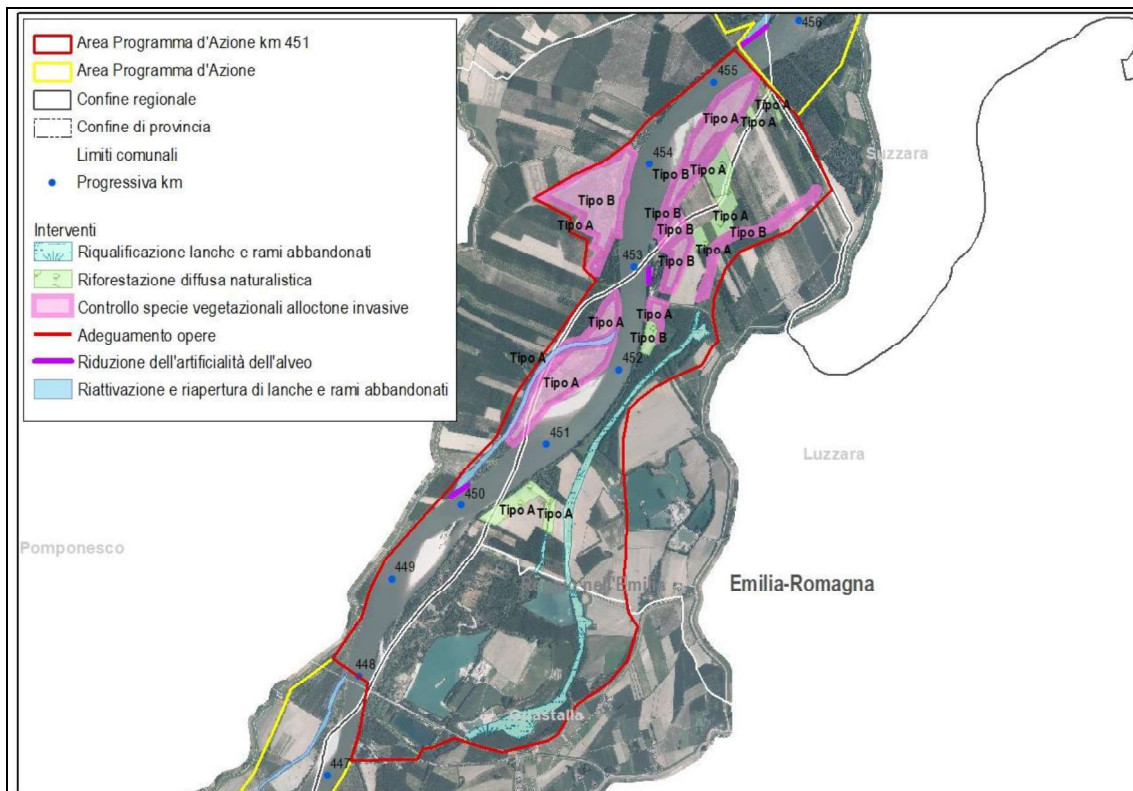 Area Programma d'Azione km 451
Area Programma d'Azione
Confine regionale
Confine di provincia
Limiti comunali
Progressiva km
Interventi
Riqualificazione lanche e rami abbandonati
Riforestazione diffusa naturalistica
Controllo specie vegetazionali alloctone invasive
Adeguamento opere
Riduzione dell'artificialità dell'alveo
Riattivazione e riapertura di lanche e rami abbandonati
456
455
Tipo A
Tipo A
Tipo A
Suzzara
454
Tipo B
Tipo A
Tipo B
Tipo B
Tipo A
Tipo A
Tipo B
Tipo B
Tipo A
453
Tipo B
Tipo A
Tipo A
Tipo B
Tipo A
452
Tipo A
451
Luzzara
450
Tipo A
Tipo A
Pomponesco
449
nell'Emilia
Emilia-Romagna
448
Guastalla
447